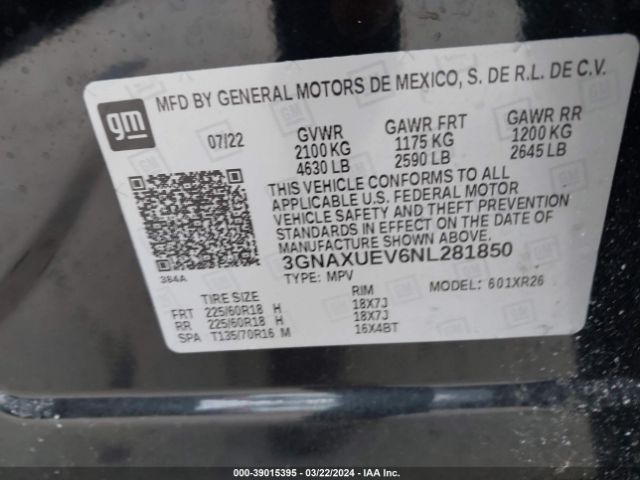 gm
MFD BY GENERAL MOTORS DE MEXICO, S. DE R.L. DE C.V.
07/22 GVWR GAWR FRT GAWR RR
2100 KG 1175 KG 1200 KG
4630 LB 2590 LB 2645 LB
THIS VEHICLE CONFORMS TO ALL
APPLICABLE U.S. FEDERAL MOTOR
VEHICLE SAFETY AND THEFT PREVENTION
STANDARDS IN EFFECT ON THE DATE OF
MANUFACTURE SHOWN ABOVE.
3GNAXUEV6NL281850
384A TYPE: MPV MODEL: 601XR26
TIRE SIZE RIM
FRT 225/60R18 H 18X7J
RR 225/60R18 H 18X7J
SPA T135/70R16 M 16X4BT
000-39015395 - 03/22/2024 - IAA Inc.